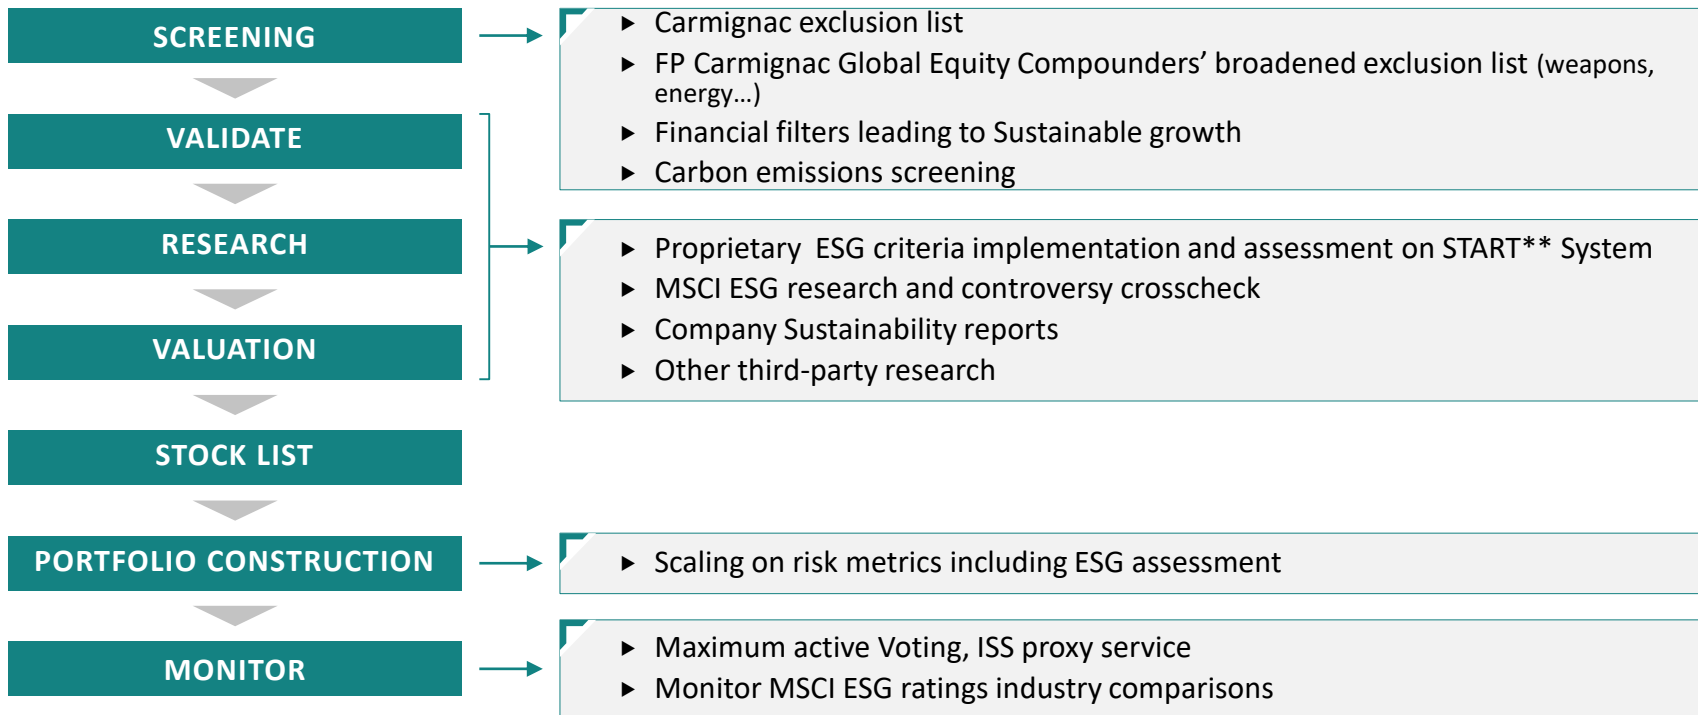 SCREENING
▶ Carmignac exclusion list
▶ FP Carmignac Global Equity Compounders’ broadened exclusion list (weapons,
energy…)
▶ Financial filters leading to Sustainable growth
▶ Carbon emissions screening
VALIDATE
RESEARCH
VALUATION
▶ Proprietary  ESG criteria implementation and assessment on START** System
▶ MSCI ESG research and controversy crosscheck
▶ Company Sustainability reports
▶ Other third-party research
STOCK LIST
PORTFOLIO CONSTRUCTION
▶ Scaling on risk metrics including ESG assessment
MONITOR
▶ Maximum active Voting, ISS proxy service
▶ Monitor MSCI ESG ratings industry comparisons